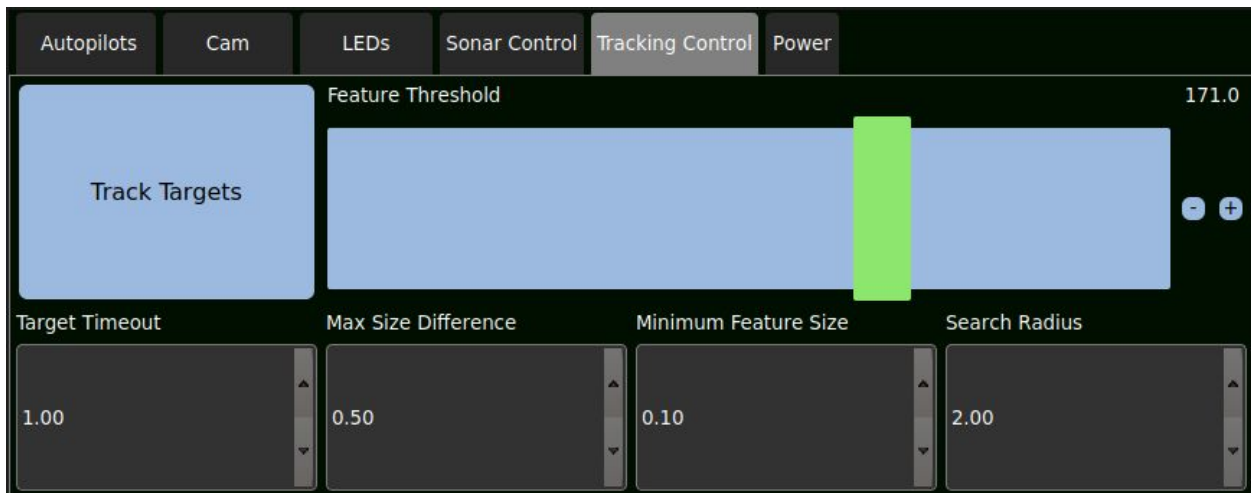 Autopilots Cam LEDs Sonar Control Tracking Control Power
Track Targets
Feature Threshold 171.0
- +
Target Timeout Max Size Difference Minimum Feature Size Search Radius
1.00 0.50 0.10 2.00